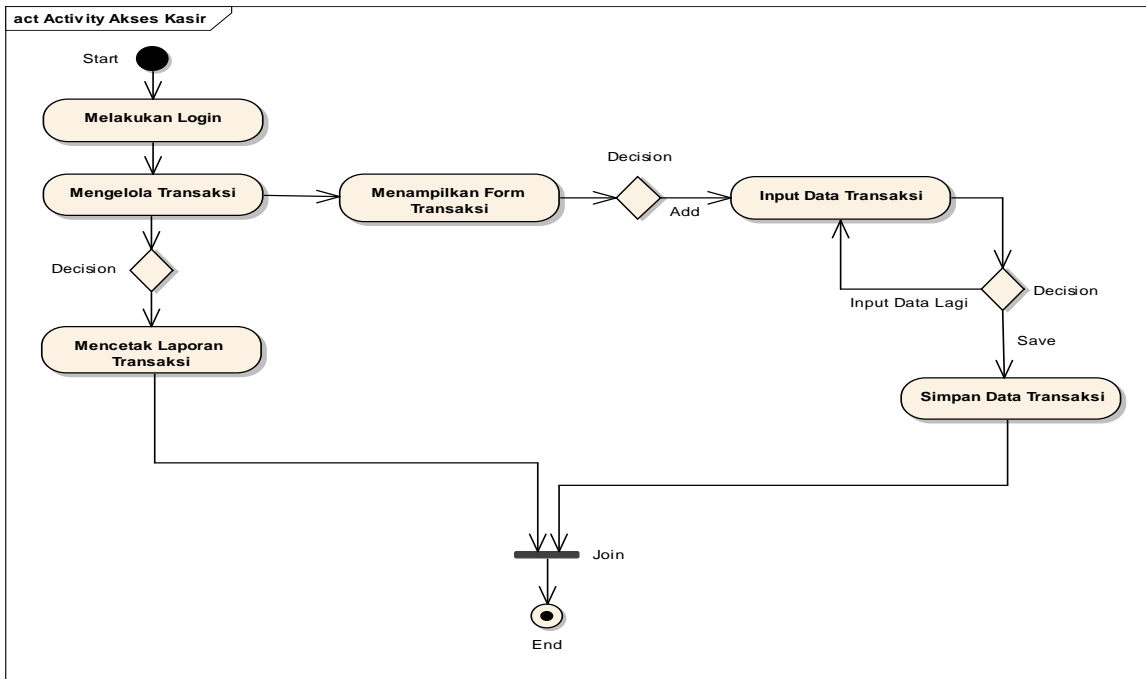 act Activity Akses Kasir
Start
Melakukan Login
Mengelola Transaksi
Menampilkan Form
Transaksi
Decision
Add
Input Data Transaksi
Decision
Input Data Lagi
Decision
Save
Mencetak Laporan
Transaksi
Simpan Data Transaksi
Join
End